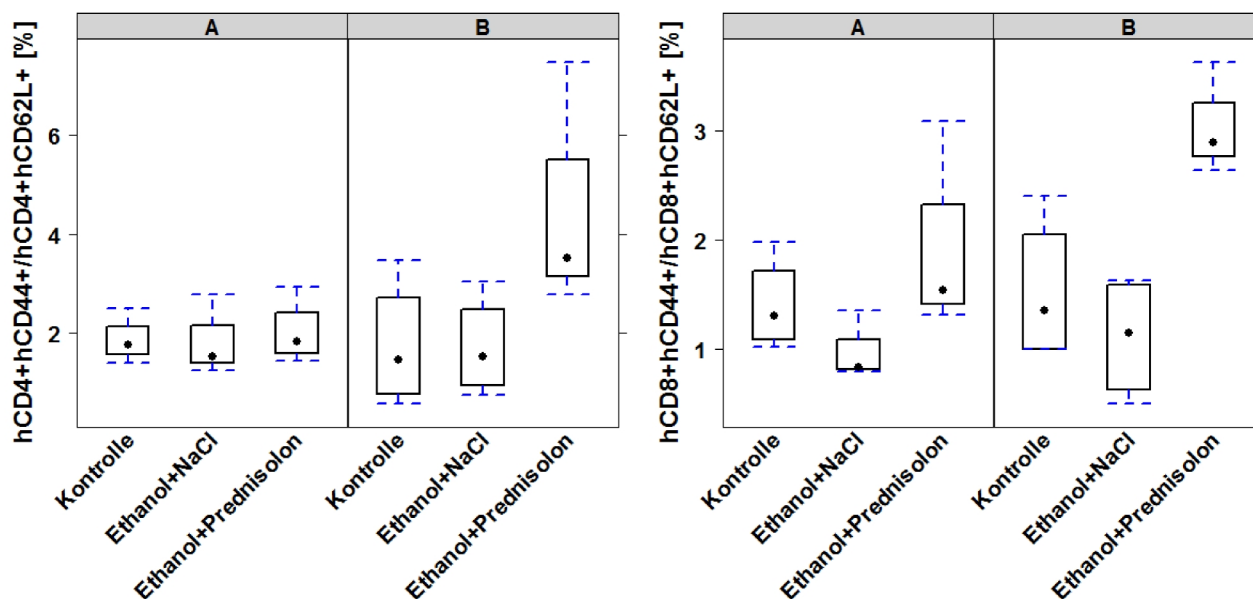 hCD4+hCD44+/hCD4+hCD62L+ [%]
A
B
6
4
2
Kontrolle
Ethanol+NaCl
Ethanol+Prednisolon
Kontrolle
Ethanol+NaCl
Ethanol+Prednisolon
hCD8+hCD44+/hCD8+hCD62L+ [%]
A
B
3
2
1
Kontrolle
Ethanol+NaCl
Ethanol+Prednisolon
Kontrolle
Ethanol+NaCl
Ethanol+Prednisolon